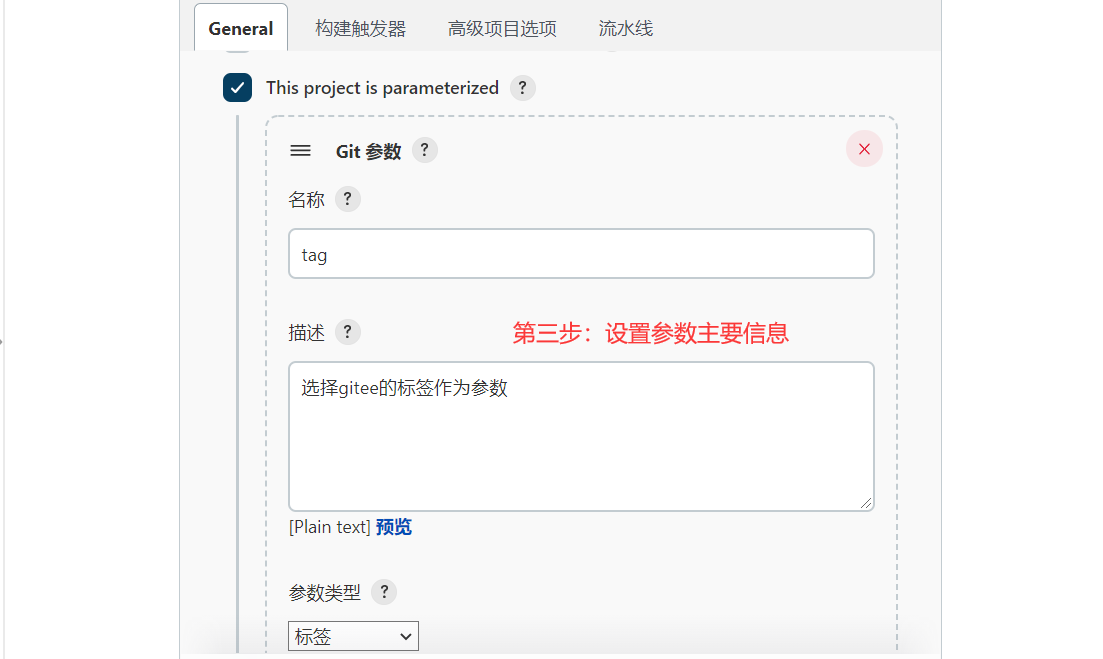 General 构建触发器 高级项目选项 流水线
This project is parameterized ?
Git 参数 ?
名称 ?
tag
描述 ?
第三步：设置参数主要信息
选择gitee的标签作为参数
[Plain text] 预览
参数类型 ?
标签